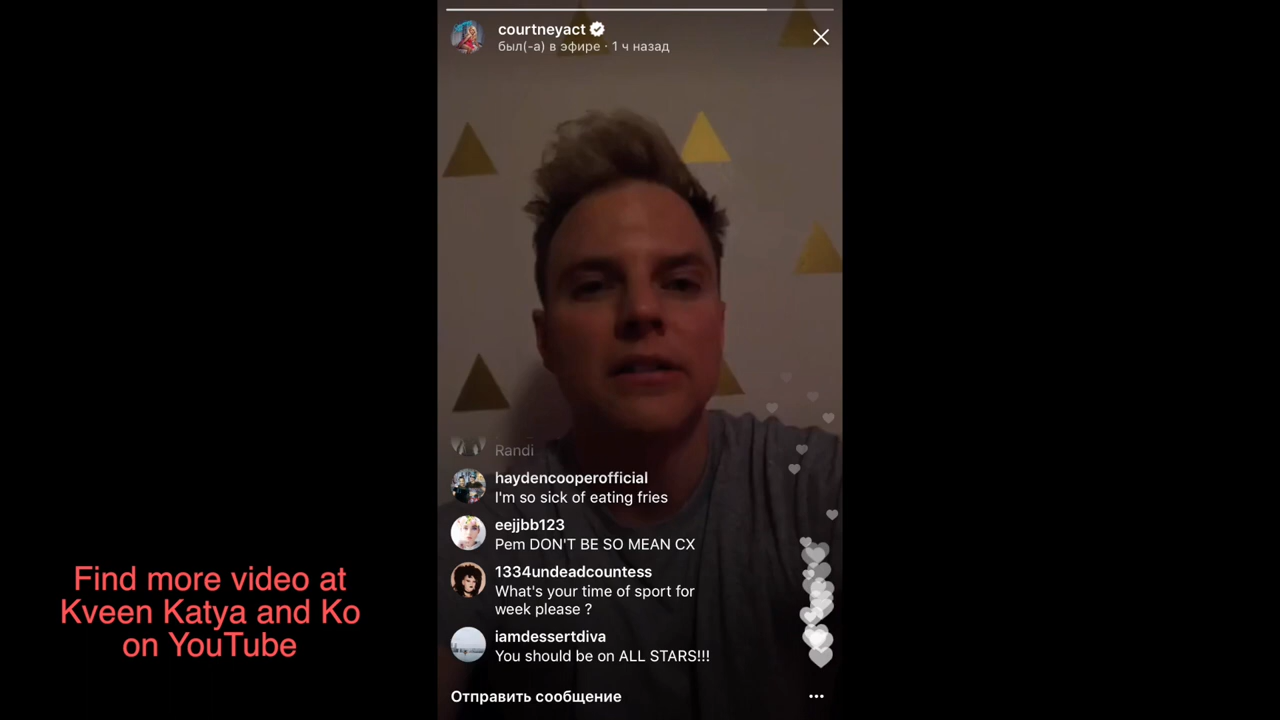 courtneyact
был(-а) в эфире · 1 ч назад
Randi
haydencooperofficial
I'm so sick of eating fries
eejjbb123
Pem DON'T BE SO MEAN CX
1334undeadcountess
What's your time of sport for
week please ?
iamdessertdiva
You should be on ALL STARS!!!
Отправить сообщение
Find more video at
Kveen Katya and Ko
on YouTube